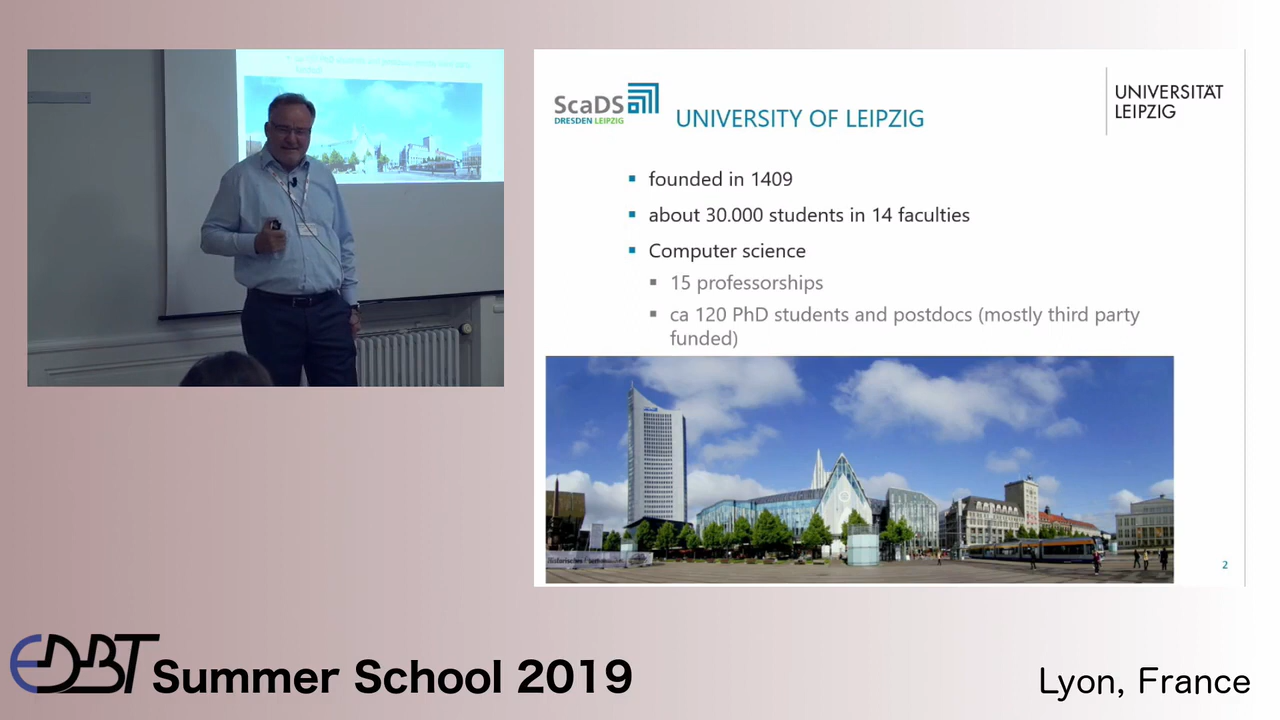 ScaDS
DRESDEN LEIPZIG
UNIVERSITY OF LEIPZIG
UNIVERSITÄT
LEIPZIG
▪ founded in 1409
▪ about 30.000 students in 14 faculties
▪ Computer science
▪ 15 professorships
▪ ca 120 PhD students and postdocs (mostly third party
funded)
2
EDBT Summer School 2019
Lyon, France